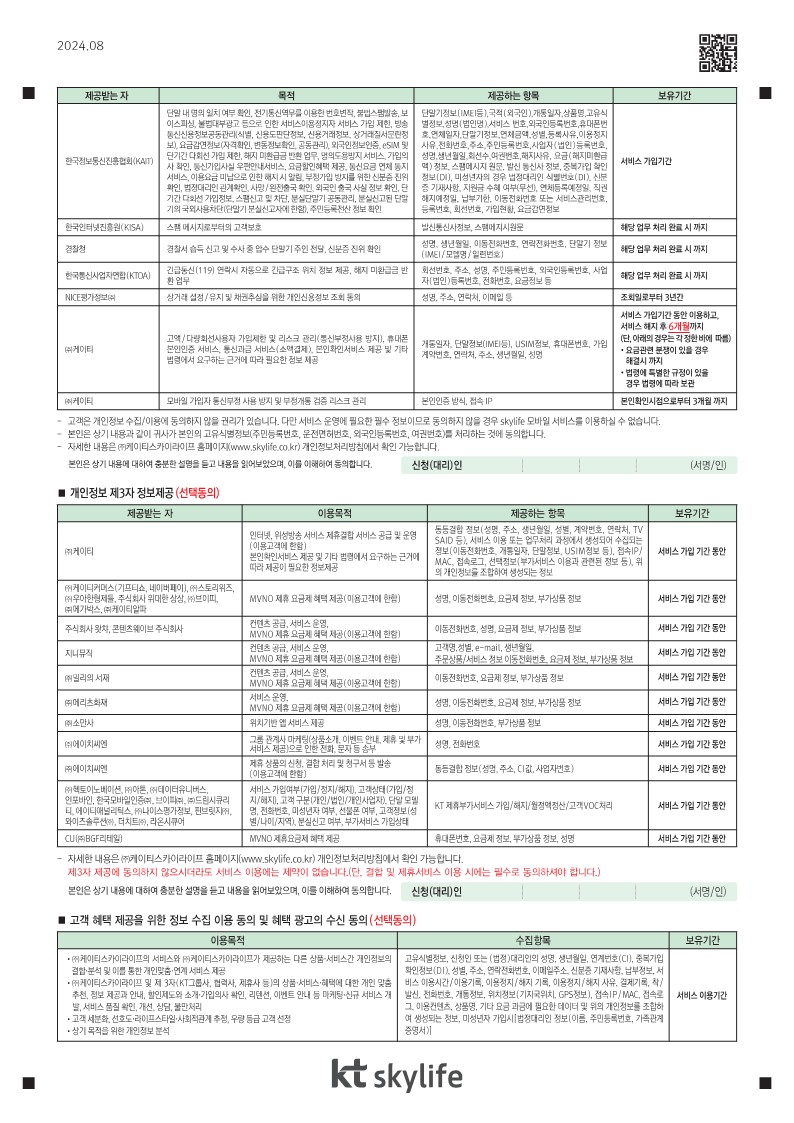 2024.08
제공받는 자 목적 제공하는 항목 보유기간
한국정보통신진흥협회(KAIT)
단말 내 명의 일치 여부 확인, 전기통신역무를 이용한 번호변작, 불법스팸발송, 보
이스피싱, 불법대부광고 등으로 인한 서비스이용정지자 서비스 가입 제한, 방송
통신신용정보공동관리(식별, 신용도판단정보, 신용거래정보, 상거래질서문란정
보), 요금감면정보(자격확인, 변동정보확인, 공동관리), 외국인정보인증, eSIM 및
단기간 다회선 가입 제한, 해지 미환급금 반환 업무, 명의도용방지 서비스, 가입의
사 확인, 통신가입사실 우편안내서비스, 요금할인혜택 제공, 통신요금 연체 등지
서비스, 이용요금 미납으로 인한 해지 시 알림, 부정가입 방지를 위한 신분증 진위
확인, 법정대리인 관계확인, 사망/원전출국 확인, 외국인 출국 사실 정보 확인, 단
기간 다회선 가입정보, 스팸신고 및 차단, 분실단말기 공동관리, 분실신고된 단말
기의 국외사용차단(단말기 분실신고자에 한함), 주민등록전산 정보 확인
단말기정보(IMEI등),국적(외국인),개통일자,상품명,고유식
별정보,성명(법인명),서비스 번호,외국인등록번호,휴대폰번
호,연체일자,단말기정보,연체금액,성별,등록사유,이용정지
사유,전화번호,주소,주민등록번호,사업자(법인)등록번호,
성명,생년월일,회선수,여권번호,해지사유, 요금(해지미환급
액) 정보, 스팸메시지 원문, 발신 통신사 정보, 중복가입 확인
정보(DI), 미성년자의 경우 법정대리인 식별번호(DI), 신분
증 기재사항, 지원금 수혜 여부(무선), 연체등록예정일, 직권
해지예정일, 납부기한, 이동전화번호 또는 서비스관리번호,
등록번호, 회선번호, 가입현황, 요금감면정보
서비스 가입기간
한국인터넷진흥원(KISA) 스팸 메시지로부터의 고객보호 발신통신사정보, 스팸메시지원문 해당 업무 처리 완료 시 까지
경찰청 경찰서 습득 신고 및 수사 중 압수 단말기 주인 전달, 신분증 진위 확인
성명, 생년월일, 이동전화번호, 연락전화번호, 단말기 정보
(IMEI/모델명/일련번호)
해당 업무 처리 완료 시 까지
한국통신사업자연합(KTOA)
긴급통신(119) 연락시 자동으로 긴급구조 위치 정보 제공, 해지 미환급금 반
환 업무
회선번호, 주소, 성명, 주민등록번호, 외국인등록번호, 사업
자(법인)등록번호, 전화번호, 요금정보 등
해당 업무 처리 완료 시 까지
NICE평가정보㈜ 상거래 설정/유지 및 채권추심을 위한 개인신용정보 조회 동의 성명, 주소, 연락처, 이메일 등 조회일로부터 3년간
㈜케이티
고액/다량회선사용자 가입제한 및 리스크 관리(통신부정사용 방지), 휴대폰
본인인증 서비스, 통신과금 서비스(소액결제), 본인확인서비스 제공 및 기타
법령에서 요구하는 근거에 따라 필요한 정보 제공
개통일자, 단말정보(IMEI등), USIM정보, 휴대폰번호, 가입
계약번호, 연락처, 주소, 생년월일, 성명
서비스 가입기간 동안 이용하고,
서비스 해지 후 6개월까지
(단, 아래의 경우는 각 정한 바에 따름)
• 요금관련 분쟁이 있을 경우
해결시 까지
• 법령에 특별한 규정이 있을
경우 법령에 따라 보관
㈜케이티 모바일 가입자 통신부정 사용 방지 및 부정개통 검증 리스크 관리 본인인증 방식, 접속 IP 본인확인시점으로부터 3개월 까지
- 고객은 개인정보 수집/이용에 동의하지 않을 권리가 있습니다. 다만 서비스 운영에 필요한 필수 정보이므로 동의하지 않을 경우 skylife 모바일 서비스를 이용하실 수 없습니다.
- 본인은 상기 내용과 같이 귀사가 본인의 고유식별정보(주민등록번호, 운전면허번호, 외국인등록번호, 여권번호)를 처리하는 것에 동의합니다.
- 자세한 내용은 ㈜케이티스카이라이프 홈페이지(www.skylife.co.kr) 개인정보처리방침에서 확인 가능합니다.
본인은 상기 내용에 대하여 충분한 설명을 듣고 내용을 읽어보았으며, 이를 이해하여 동의합니다. 신청(대리)인 (서명/인)
■ 개인정보 제3자 정보제공 (선택동의)
제공받는 자 이용목적 제공하는 항목 보유기간
㈜케이티
인터넷, 위성방송 서비스 제휴결합 서비스 공급 및 운영
(이용고객에 한함)
본인확인서비스 제공 및 기타 법령에서 요구하는 근거에
따라 제공이 필요한 정보제공
동등결합 정보(성명, 주소, 생년월일, 성별, 계약번호, 연락처, TV
SAID 등), 서비스 이용 또는 업무처리 과정에서 생성되어 수집되는
정보(이동전화번호, 개통일자, 단말정보, USIM정보 등), 접속IP/
MAC, 접속로그, 선택정보(부가서비스 이용과 관련된 정보 등), 위
의 개인정보를 조합하여 생성되는 정보
서비스 가입 기간 동안
㈜케이티커머스(기프티쇼, 네이버페이), ㈜스토리위즈,
㈜우아한형제들, 주식회사 위대한 상상, ㈜브이피,
㈜메가박스, ㈜케이티알파
MVNO 제휴 요금제 혜택 제공(이용고객에 한함) 성명, 이동전화번호, 요금제 정보, 부가상품 정보 서비스 가입 기간 동안
주식회사 왓챠, 콘텐츠웨이브 주식회사
컨텐츠 공급, 서비스 운영,
MVNO 제휴 요금제 혜택 제공(이용고객에 한함)
이동전화번호, 성명, 요금제 정보, 부가상품 정보 서비스 가입 기간 동안
지니뮤직
컨텐츠 공급, 서비스 운영,
MVNO 제휴 요금제 혜택 제공(이용고객에 한함)
고객명,성별, e-mail, 생년월일,
주문상품/서비스 정보 이동전화번호, 요금제 정보, 부가상품 정보
서비스 가입 기간 동안
㈜밀리의 서재
컨텐츠 공급, 서비스 운영,
MVNO 제휴 요금제 혜택 제공(이용고객에 한함)
이동전화번호, 요금제 정보, 부가상품 정보 서비스 가입 기간 동안
㈜메리츠화재
서비스 운영,
MVNO 제휴 요금제 혜택 제공(이용고객에 한함)
성명, 이동전화번호, 요금제 정보, 부가상품 정보 서비스 가입 기간 동안
㈜소만사 위치기반 앱 서비스 제공 성명, 이동전화번호, 부가상품 정보 서비스 가입 기간 동안
㈜에이치씨엔
그룹 관계사 마케팅(상품소개, 이벤트 안내, 제휴 및 부가
서비스 제공)으로 인한 전화, 문자 등 송부
성명, 전화번호 서비스 가입 기간 동안
㈜에이치씨엔
제휴 상품의 신청, 결합 처리 및 청구서 등 발송
(이용고객에 한함)
동등결합 정보(성명, 주소, CI값, 사업자번호) 서비스 가입 기간 동안
㈜헥토이노베이션, ㈜아톤, ㈜데이터유니버스,
인포바인, 한국모바일인증㈜, 브이피㈜, ㈜드림시큐리
티, 에이티애널리틱스, ㈜나이스평가정보, 핀브릿지㈜,
와이즈솔루션㈜, 더치트㈜, 라온시큐어
서비스 가입여부(가입/정지/해지), 고객상태(가입/정
지/해지), 고객 구분(개인/법인/개인사업자), 단말 모델
명, 전화번호, 미성년자 여부, 선불폰 여부, 고객정보(성
별/나이/지역), 분실신고 여부, 부가서비스 가입상태
KT 제휴부가서비스 가입/해지/월정액정산/고객VOC처리 서비스 가입 기간 동안
CU(㈜BGF리테일) MVNO 제휴요금제 혜택 제공 휴대폰번호, 요금제 정보, 부가상품 정보, 성명 서비스 가입 기간 동안
- 자세한 내용은 ㈜케이티스카이라이프 홈페이지(www.skylife.co.kr) 개인정보처리방침에서 확인 가능합니다.
제3자 제공에 동의하지 않으시더라도 서비스 이용에는 제약이 없습니다.(단, 결합 및 제휴서비스 이용 시에는 필수로 동의하셔야 합니다.)
본인은 상기 내용에 대하여 충분한 설명을 듣고 내용을 읽어보았으며, 이를 이해하여 동의합니다. 신청(대리)인 (서명/인)
■ 고객 혜택 제공을 위한 정보 수집 이용 동의 및 혜택 광고의 수신 동의 (선택동의)
이용목적 수집항목 보유기간
• ㈜케이티스카이라이프의 서비스와 ㈜케이티스카이라이프가 제공하는 다른 상품·서비스간 개인정보의
결합·분석 및 이를 통한 개인맞춤·연계 서비스 제공
• ㈜케이티스카이라이프 및 제 3자(KT그룹사, 협력사, 제휴사 등)의 상품·서비스·혜택에 대한 개인 맞춤
추천, 정보 제공과 안내, 할인제도와 소개·가입의사 확인, 리텐션, 이벤트 안내 등 마케팅·신규 서비스 개
발, 서비스 품질 확인, 개선, 상담, 불만처리
• 고객 세분화, 선호도·라이프스타일·사회적관계 추정, 우량 등급 고객 선정
• 상기 목적을 위한 개인정보 분석
고유식별정보, 신청인 또는 (법정)대리인의 성명, 생년월일, 연계번호(CI), 중복가입
확인정보(DI), 성별, 주소, 연락전화번호, 이메일주소, 신분증 기재사항, 납부정보, 서
비스 이용시간/이용기록, 이용정지/해지 기록, 이용정지/해지 사유, 결제기록, 착/
발신, 전화번호, 개통정보, 위치정보(기지국위치, GPS정보), 접속IP/MAC, 접속로
그, 이용컨텐츠, 상품명, 기타 요금 과금에 필요한 데이터 및 위의 개인정보를 조합하
여 생성되는 정보, 미성년자 가입시[법정대리인 정보(이름, 주민등록번호, 가족관계
증명서)]
서비스 이용기간
kt skylife